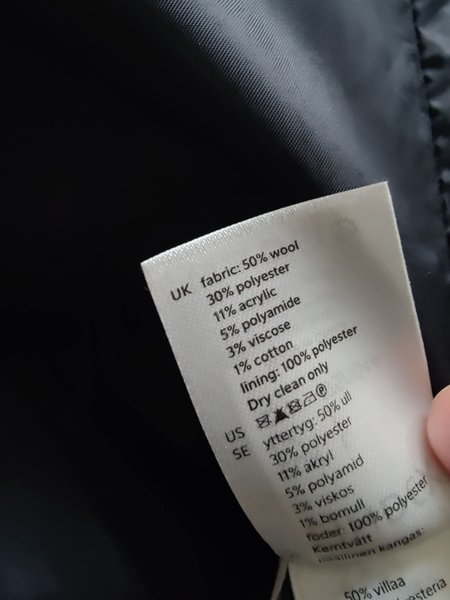 UK fabric: 50% wool
30% polyester
11% acrylic
5% polyamide
3% viscose
1% cotton
lining: 100% polyester
Dry clean only
US
SE yttertyg: 50% ull
30% polyester
11% akryl
5% polyamid
3% viskos
1% bomull
foder: 100% polyester
Kemtvätt
kangas:
50% villaa